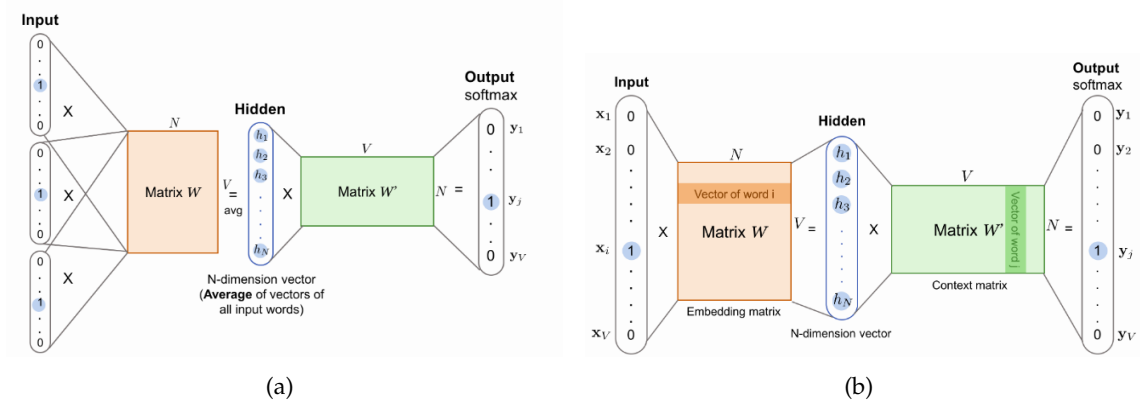 Input
0
.
.
1
.
.
0
X
0
.
.
1
.
.
0
X
0
.
.
1
.
.
0
X
N
Matrix W
V
=
avg
Hidden
h1
h2
h3
.
.
.
.
hN
N-dimension vector
(Average of vectors of
all input words)
X
V
Matrix W'
N =
Output
softmax
0 y1
.
.
.
1 yj
.
.
0 yV
(a)
Input
x1 0
x2 0
.
.
.
xi 1
.
.
.
xV 0
X
N
Vector of word i
Matrix W
V =
Embedding matrix
Hidden
h1
h2
h3
.
.
.
.
hN
N-dimension vector
X
V
Matrix W'
Vector of word j
N =
Context matrix
Output
softmax
0 y1
0 y2
.
.
.
1 yj
.
.
.
0 yV
(b)